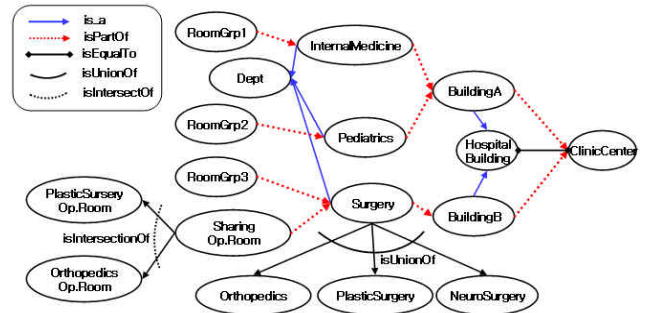 is_a
isPartOf
isEqualTo
isUnionOf
isIntersectOf
RoomGrp1
InternalMedicine
Dept
BuildingA
RoomGrp2
Pediatrics
Hospital
Building
ClinicCenter
RoomGrp3
PlasticSursery
Op.Room
Surgery
BuildingB
Sharing
Op.Room
isIntersectionOf
isUnionOf
Orthopedics
Op.Room
Orthopedics
PlasticSurgery
NeuroSurgery